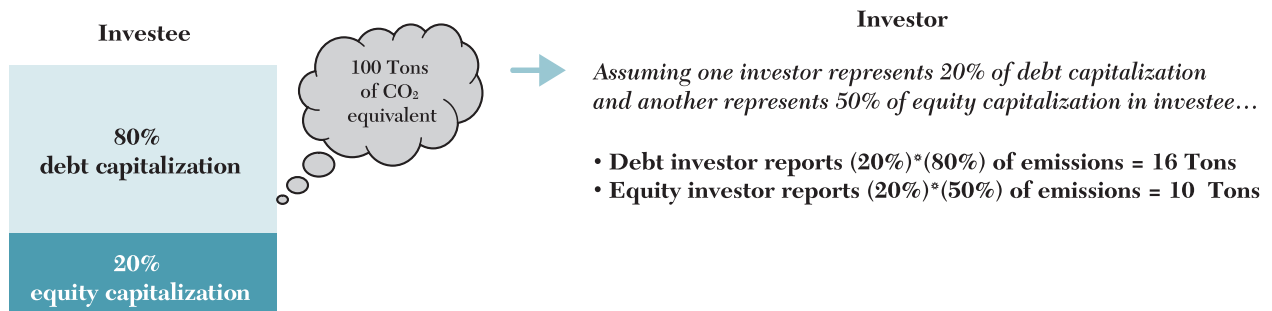 Investee
80%
debt capitalization
20%
equity capitalization
100 Tons
of CO₂
equivalent
Investor
Assuming one investor represents 20% of debt capitalization
and another represents 50% of equity capitalization in investee…
• Debt investor reports (20%)*(80%) of emissions = 16 Tons
• Equity investor reports (20%)*(50%) of emissions = 10 Tons